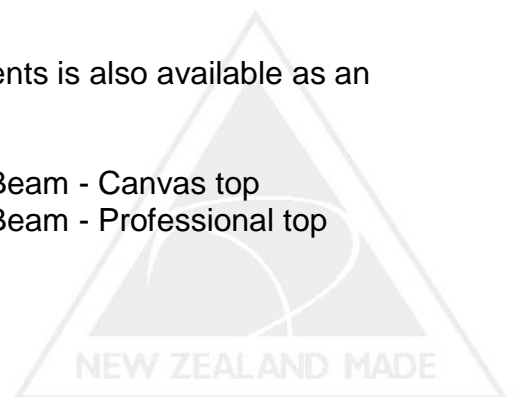 ents is also available as an
Beam - Canvas top
Beam - Professional top
NEW ZEALAND MADE